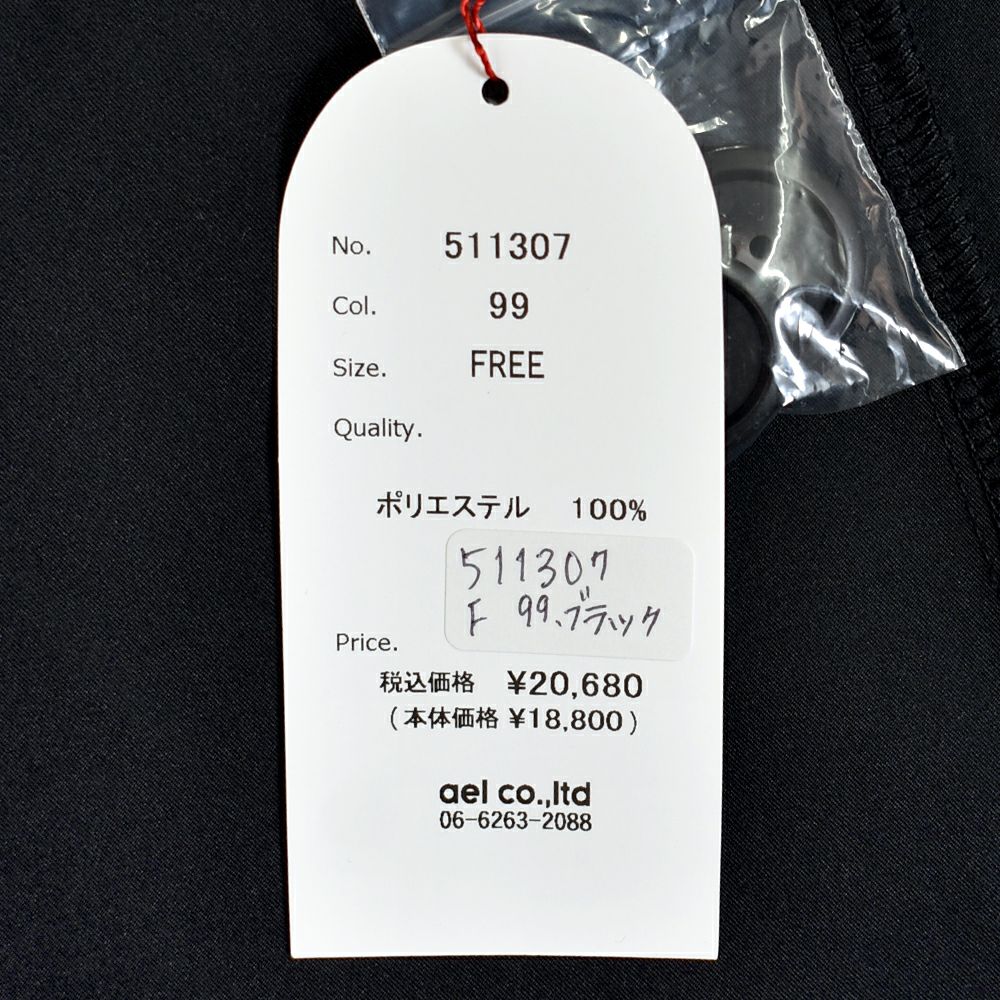 No. 511307
Col. 99
Size. FREE
Quality.
ポリエステル 100%
511307
F 99.ブラック
Price.
税込価格 ¥20,680
(本体価格 ¥18,800)
ael co.,ltd
06-6263-2088